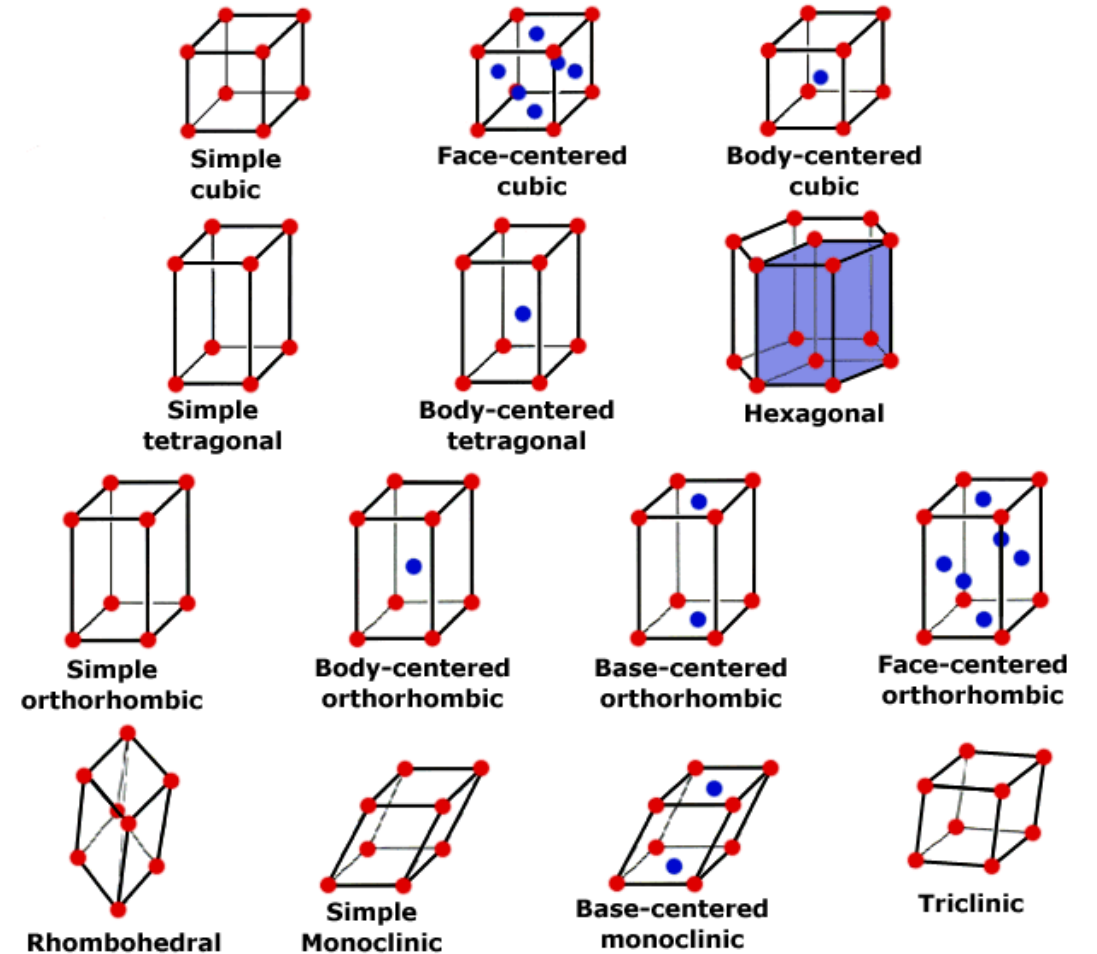 Simple
cubic
Face-centered
cubic
Body-centered
cubic
Simple
tetragonal
Body-centered
tetragonal
Hexagonal
Simple
orthorhombic
Body-centered
orthorhombic
Base-centered
orthorhombic
Face-centered
orthorhombic
Rhombohedral
Simple
Monoclinic
Base-centered
monoclinic
Triclinic